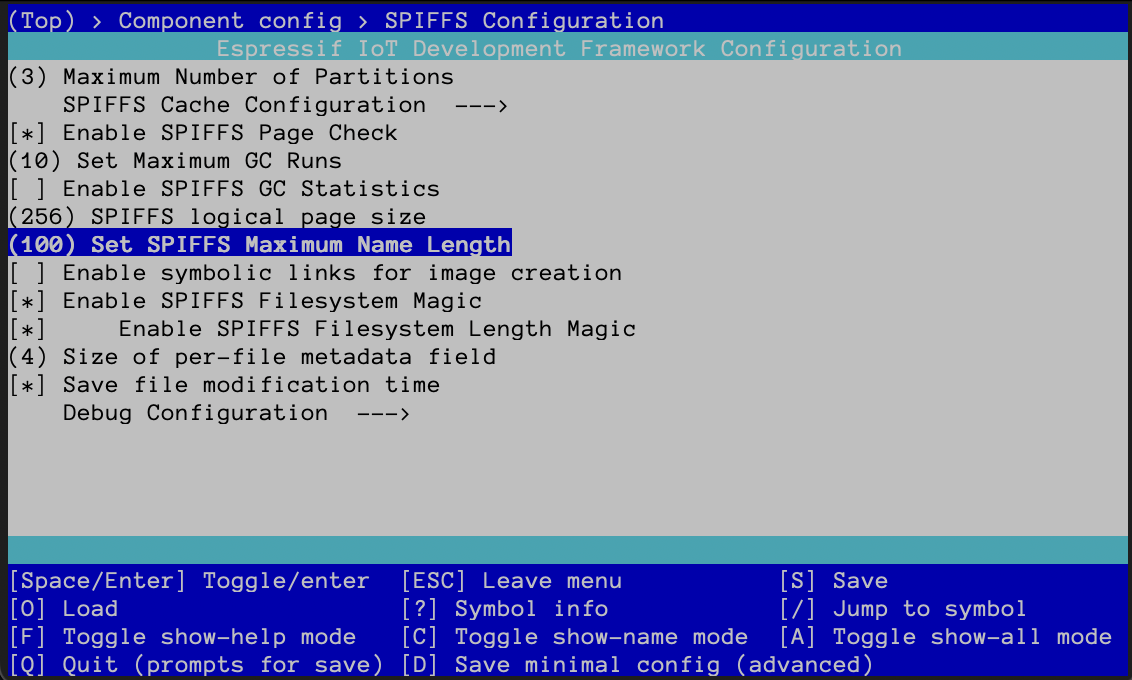 (Top) > Component config > SPIFFS Configuration
Espressif IoT Development Framework Configuration
(3) Maximum Number of Partitions
    SPIFFS Cache Configuration  --->
[*] Enable SPIFFS Page Check
(10) Set Maximum GC Runs
[ ] Enable SPIFFS GC Statistics
(256) SPIFFS logical page size
(100) Set SPIFFS Maximum Name Length
[ ] Enable symbolic links for image creation
[*] Enable SPIFFS Filesystem Magic
[*]     Enable SPIFFS Filesystem Length Magic
(4) Size of per-file metadata field
[*] Save file modification time
    Debug Configuration  --->
[Space/Enter] Toggle/enter  [ESC] Leave menu           [S] Save
[O] Load                    [?] Symbol info            [/] Jump to symbol
[F] Toggle show-help mode   [C] Toggle show-name mode  [A] Toggle show-all mode
[Q] Quit (prompts for save) [D] Save minimal config (advanced)